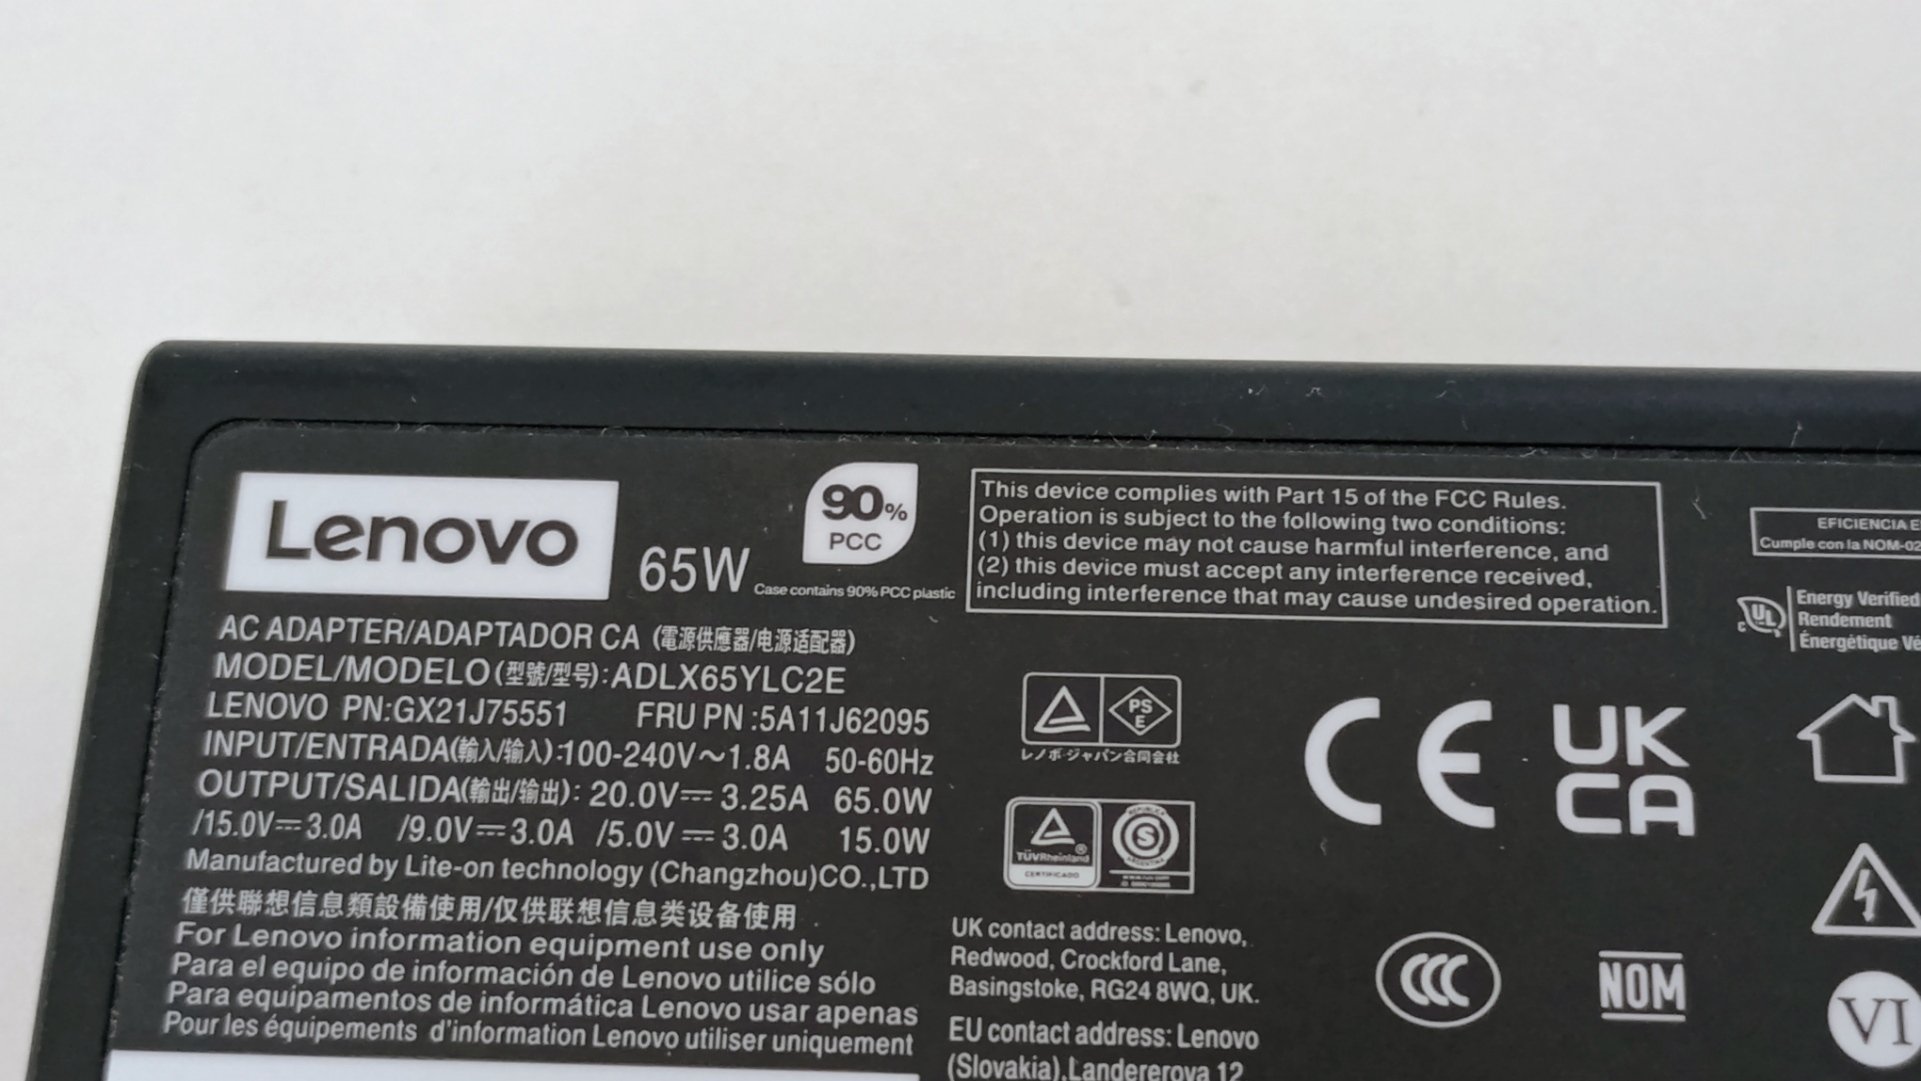 Lenovo
65W
90%
PCC
Case contains 90% PCC plastic
AC ADAPTER/ADAPTADOR CA (電源供應器/电源适配器)
MODEL/MODELO(型號/型号):ADLX65YLC2E
LENOVO PN:GX21J75551 FRU PN :5A11J62095
INPUT/ENTRADA(輸入/输入):100-240V~1.8A 50-60Hz
OUTPUT/SALIDA(輸出/输出): 20.0V⎓3.25A 65.0W
/15.0V⎓3.0A /9.0V⎓3.0A /5.0V⎓3.0A 15.0W
Manufactured by Lite-on technology (Changzhou)CO.,LTD
僅供聯想信息類設備使用/仅供联想信息类设备使用
For Lenovo information equipment use only
Para el equipo de información de Lenovo utilice sólo
Para equipamentos de informática Lenovo usar apenas
Pour les équipements d'information Lenovo utiliser uniquement
This device complies with Part 15 of the FCC Rules.
Operation is subject to the following two conditions:
(1) this device may not cause harmful interference, and
(2) this device must accept any interference received,
including interference that may cause undesired operation.
PS
E
レノボ・ジャパン合同会社
TÜVRheinland
CERTIFICADO
S
ARGENTINA
UK contact address: Lenovo,
Redwood, Crockford Lane,
Basingstoke, RG24 8WQ, UK.
EU contact address: Lenovo
(Slovakia),Landererova 12
EFICIENCIA E
Cumple con la NOM-02
UL
Energy Verified
Rendement
Énergétique Vé
CE
UK
CA
CCC
NOM
VI